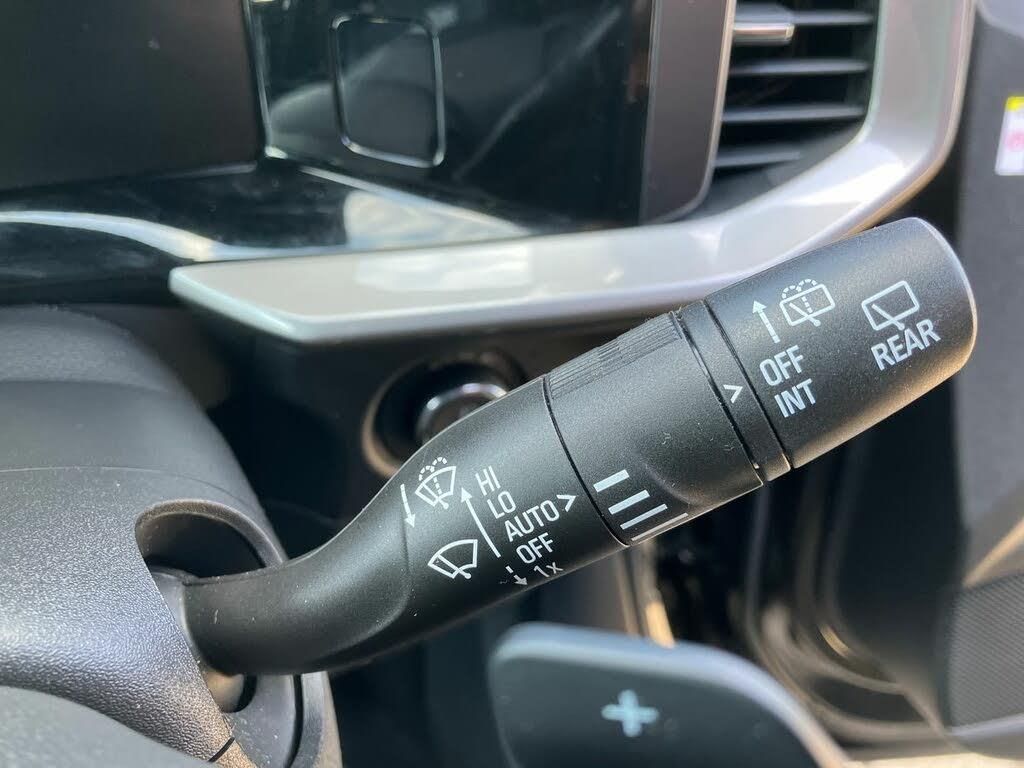 HI
LO
AUTO >
OFF
1x
>
OFF
INT
REAR
+